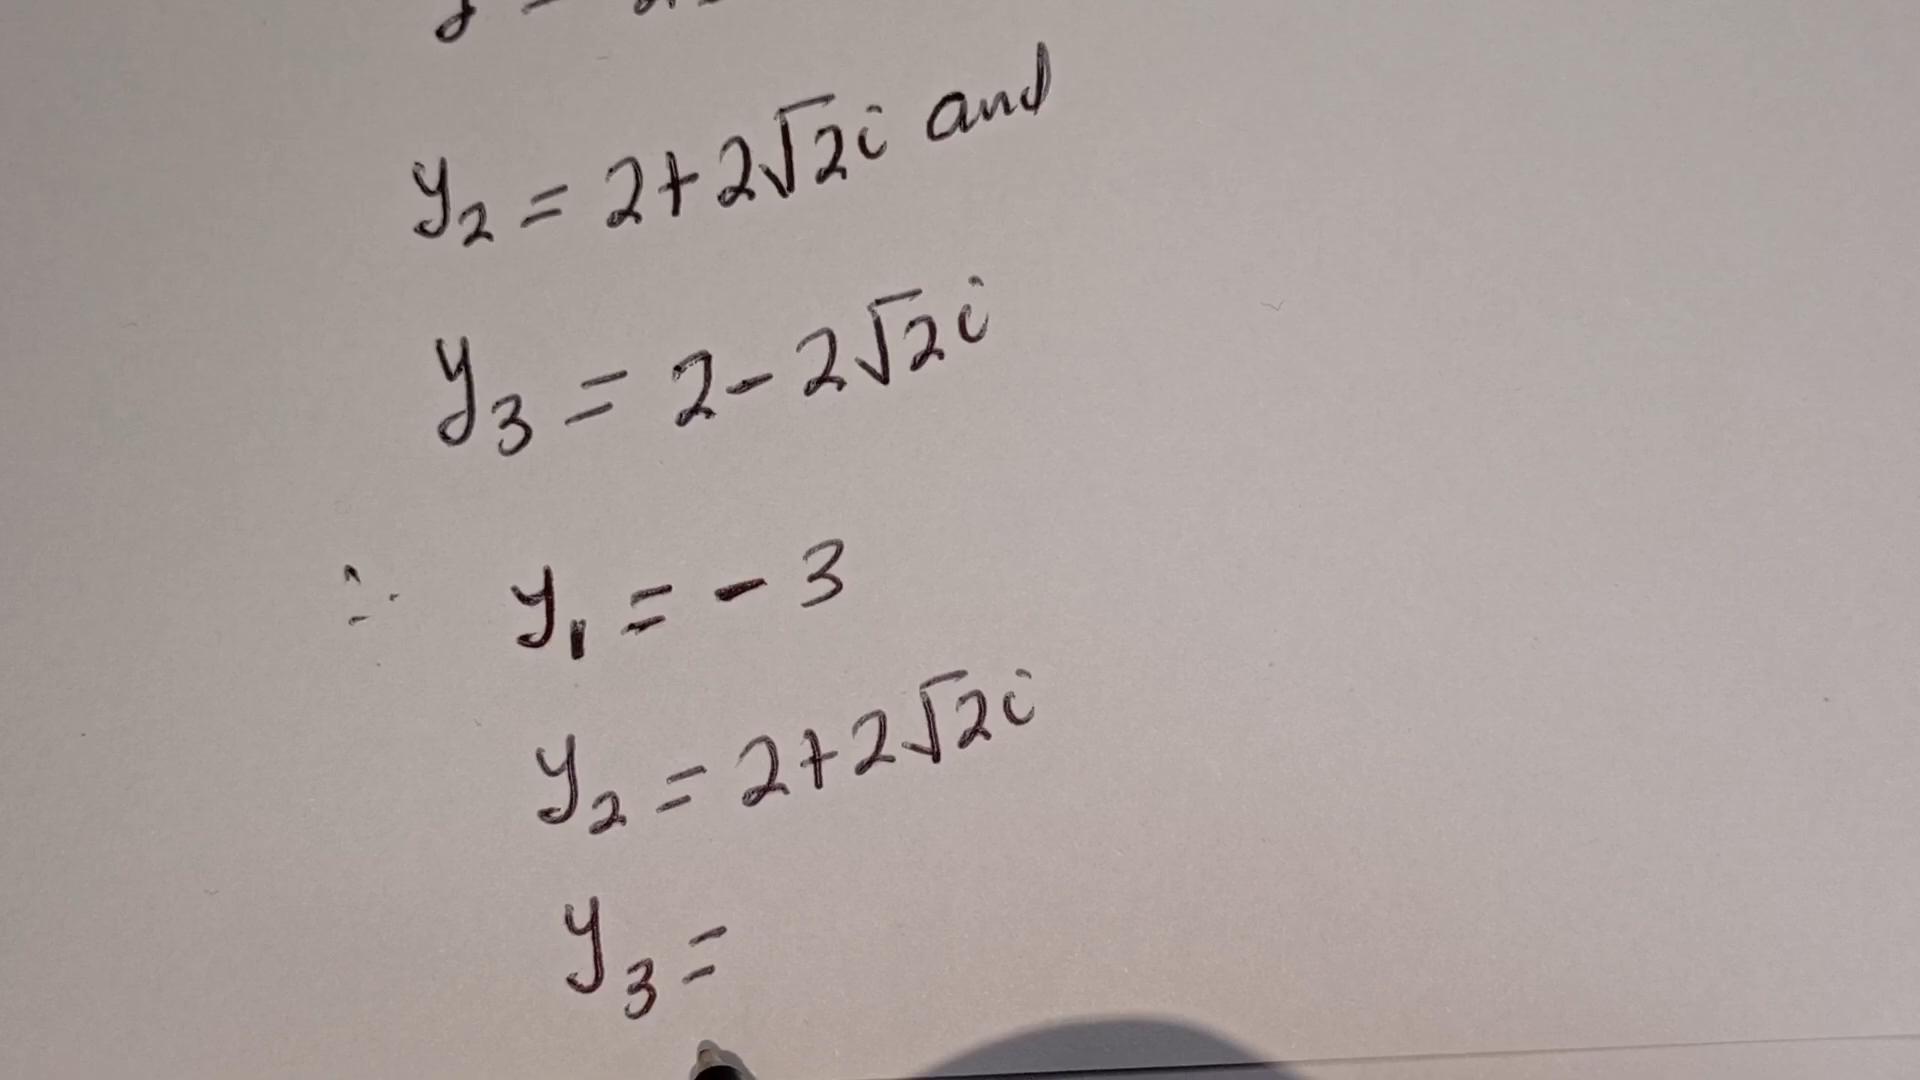 y₂ = 2+2√2i and
y₃ = 2-2√2i
∴ y₁ = -3
y₂ = 2+2√2i
y₃ =